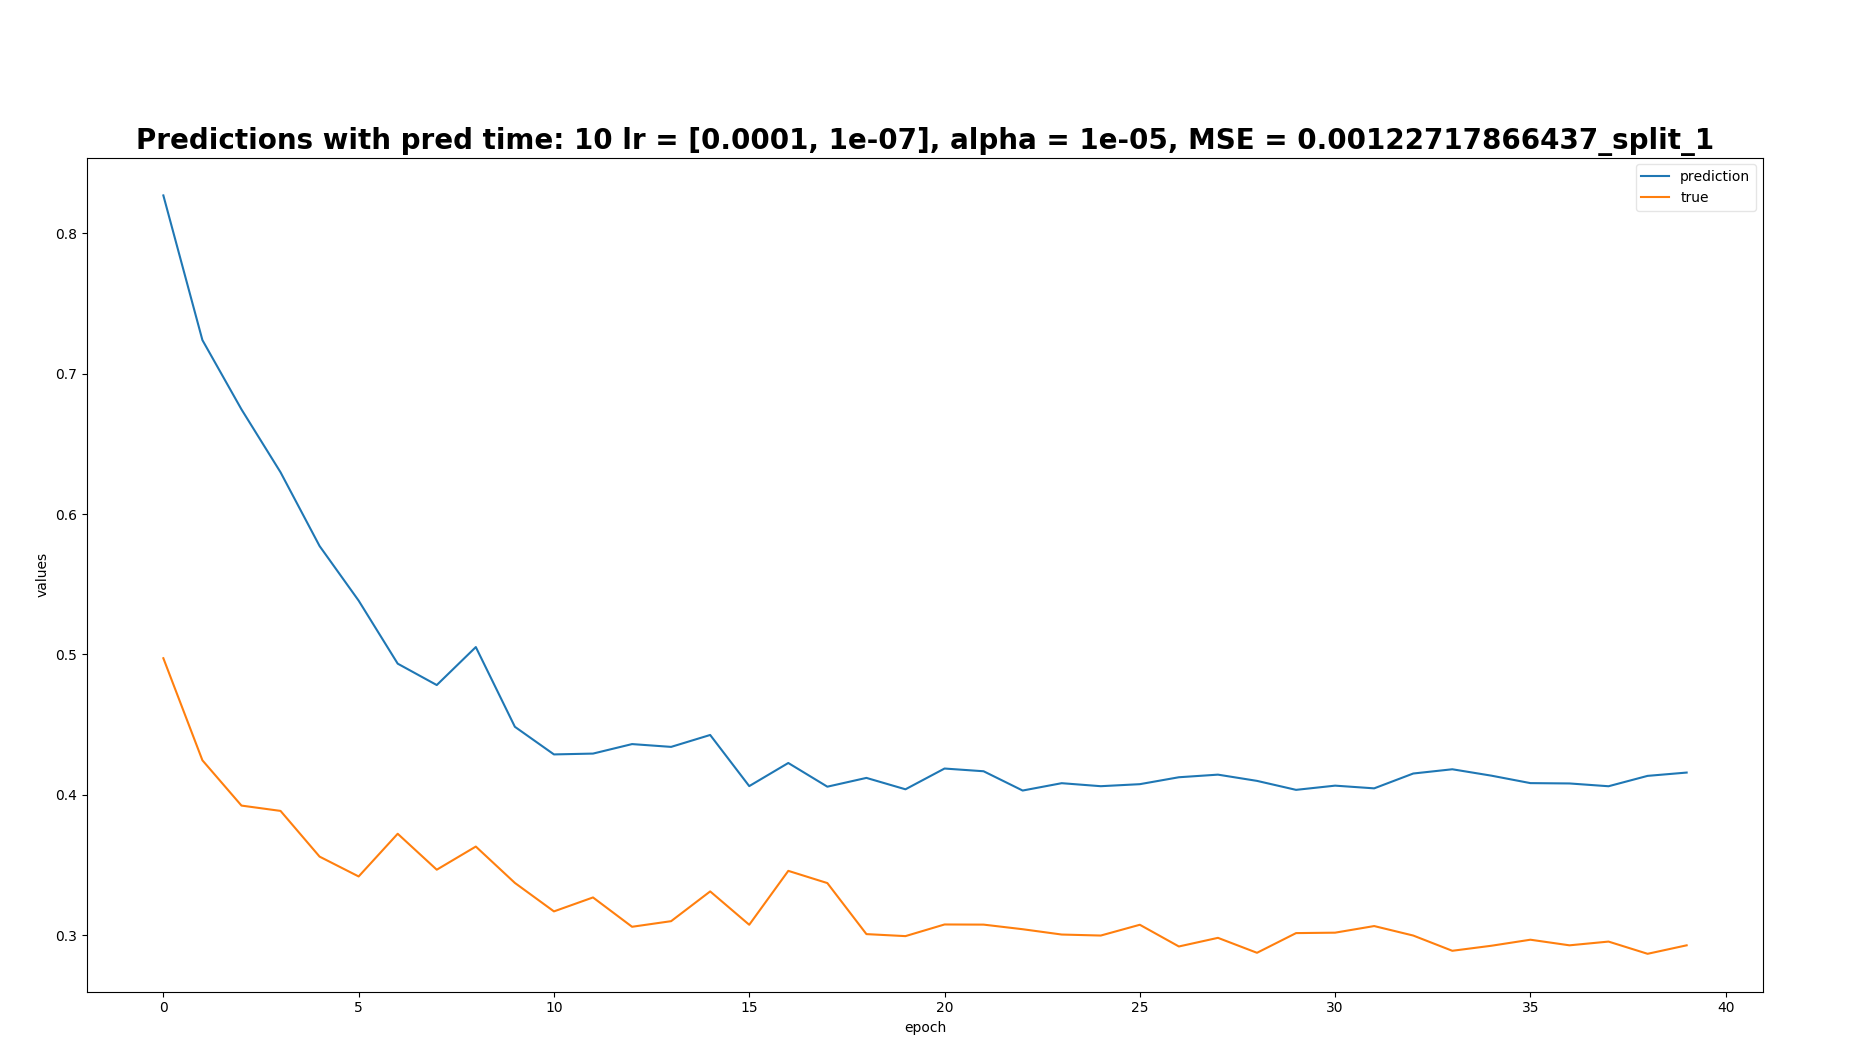 Predictions with pred time: 10 lr = [0.0001, 1e-07], alpha = 1e-05, MSE = 0.00122717866437_split_1
prediction
true
0.8
0.7
0.6
0.5
0.4
0.3
values
0 5 10 15 20 25 30 35 40
epoch